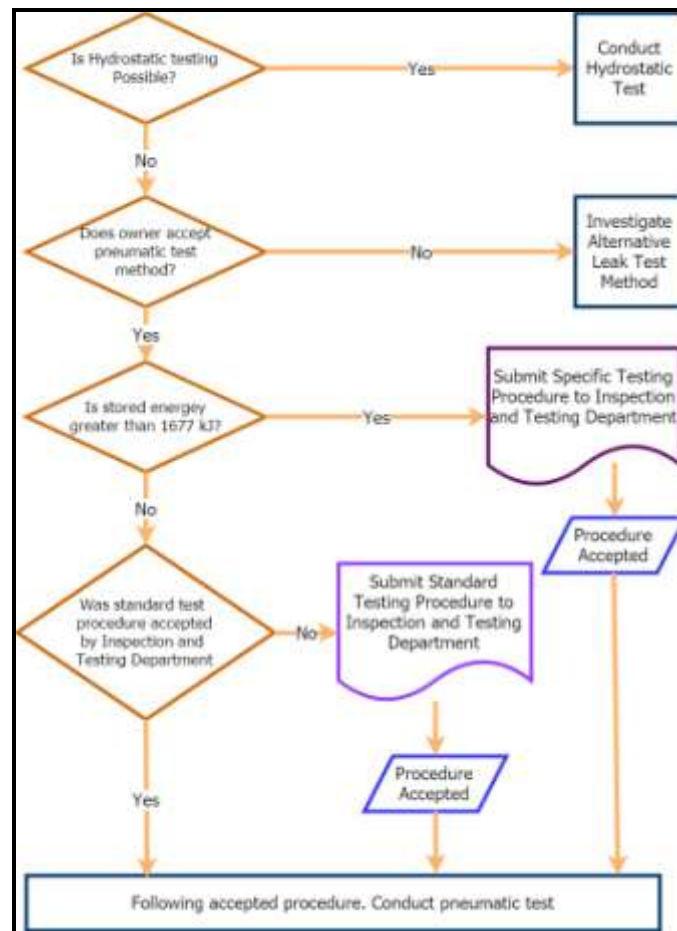 Is Hydrostatic testing
Possible?
Yes
Conduct
Hydrostatic
Test
No
Does owner accept
pneumatic test
method?
No
Investigate
Alternative
Leak Test
Method
Yes
Is stored energey
greater than 1677 kJ?
Yes
Submit Specific Testing
Procedure to Inspection
and Testing Department
No
Procedure
Accepted
Was standard test
procedure accepted
by Inspection and
Testing Department
No
Submit Standard
Testing Procedure to
Inspection and Testing
Department
Procedure
Accepted
Yes
Following accepted procedure. Conduct pneumatic test